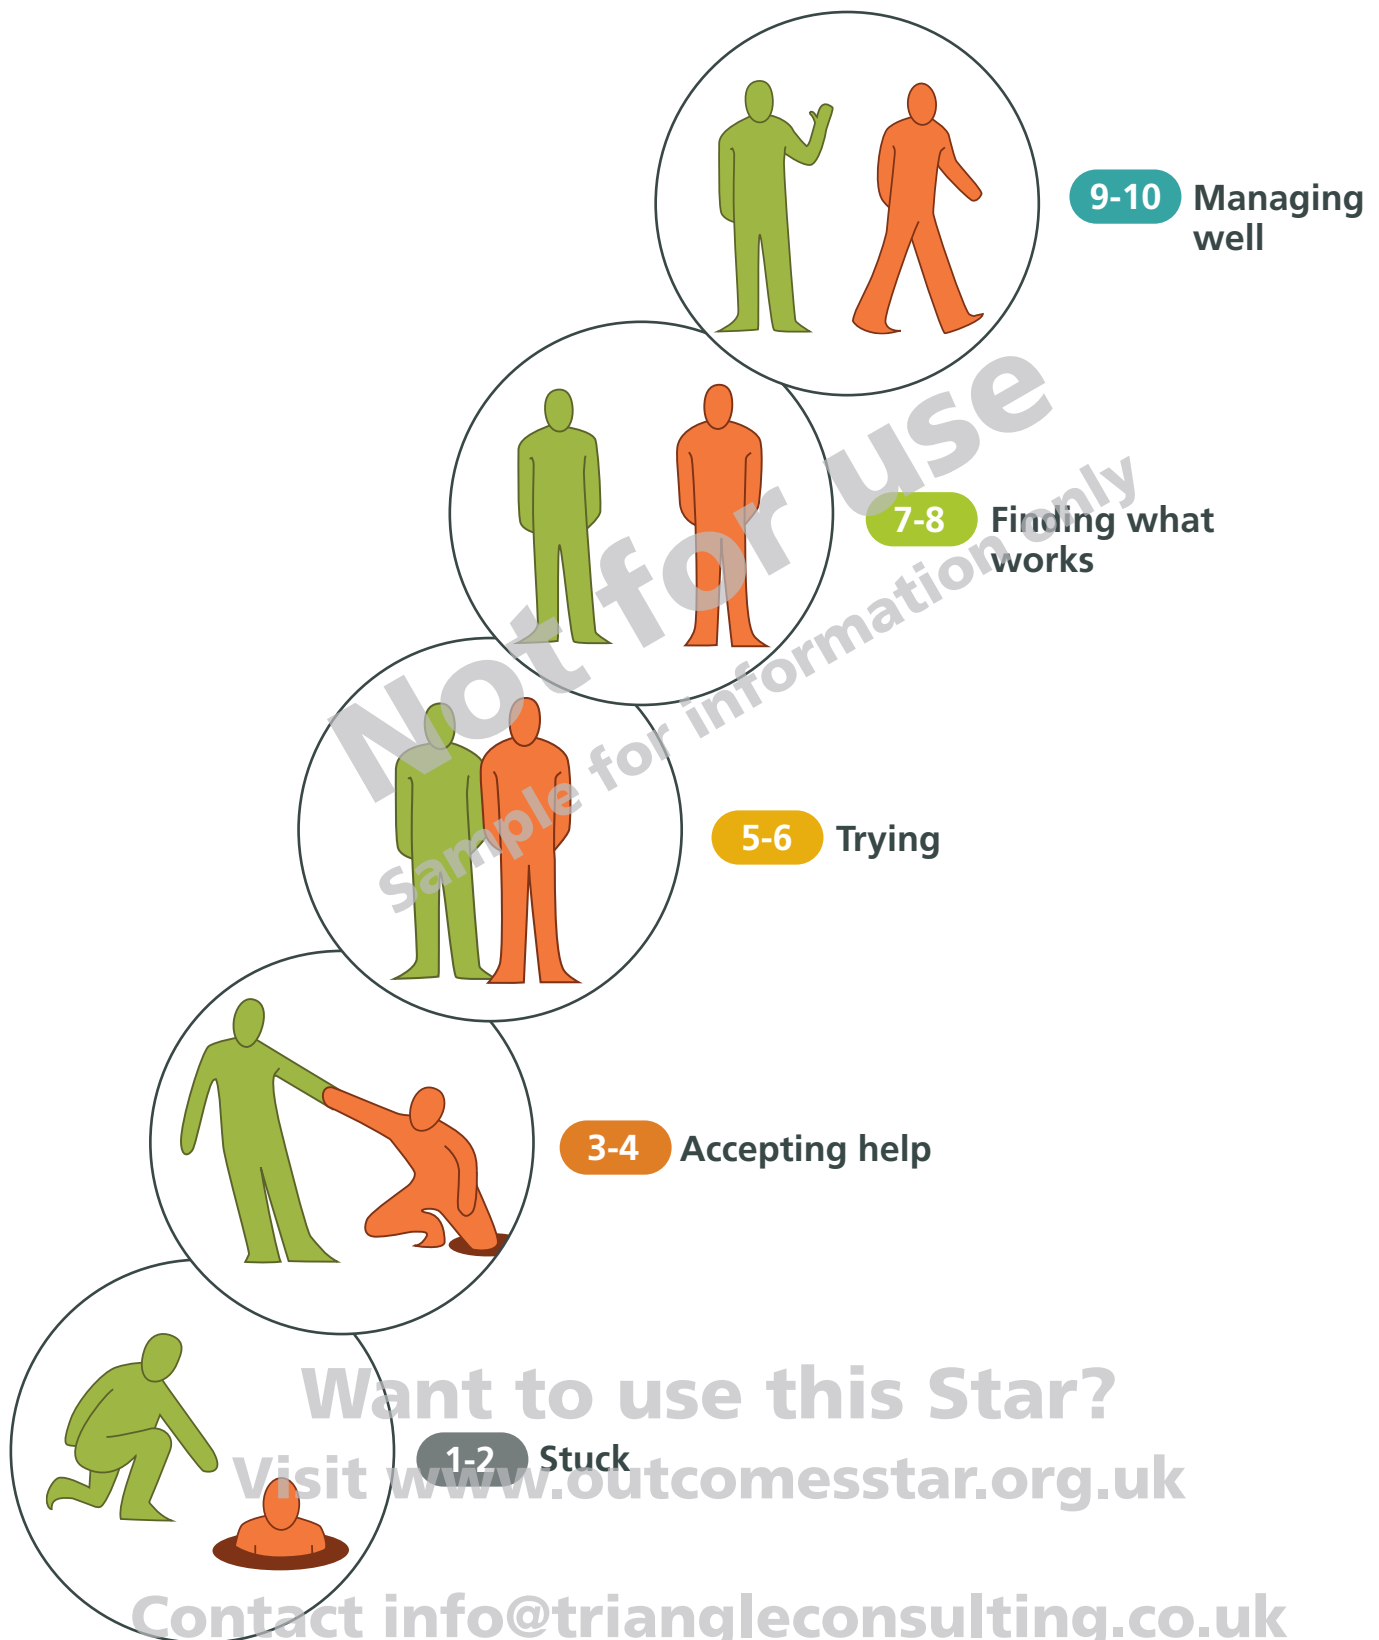 9-10 Managing
well
Not for use
Sample for information only
7-8 Finding what
works
5-6 Trying
3-4 Accepting help
Want to use this Star?
1-2 Stuck
Visit www.outcomesstar.org.uk
Contact info@triangleconsulting.co.uk